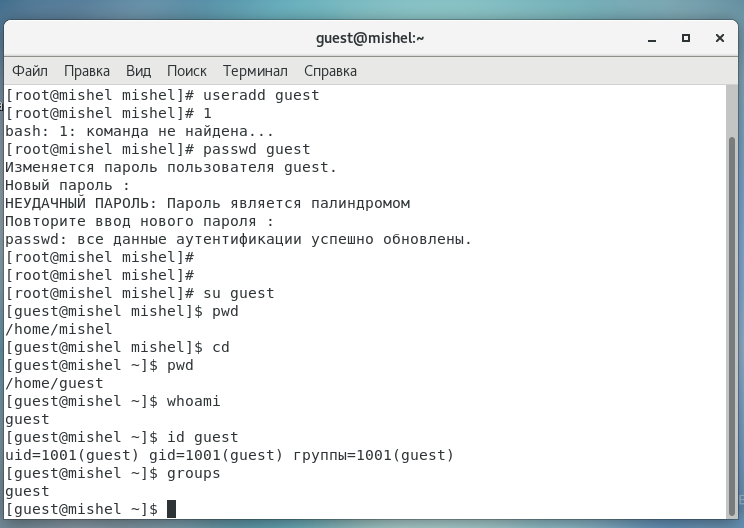 guest@mishel:~
Файл Правка Вид Поиск Терминал Справка
[root@mishel mishel]# useradd guest
[root@mishel mishel]# 1
bash: 1: команда не найдена...
[root@mishel mishel]# passwd guest
Изменяется пароль пользователя guest.
Новый пароль :
НЕУДАЧНЫЙ ПАРОЛЬ: Пароль является палиндромом
Повторите ввод нового пароля :
passwd: все данные аутентификации успешно обновлены.
[root@mishel mishel]#
[root@mishel mishel]#
[root@mishel mishel]# su guest
[guest@mishel mishel]$ pwd
/home/mishel
[guest@mishel mishel]$ cd
[guest@mishel ~]$ pwd
/home/guest
[guest@mishel ~]$ whoami
guest
[guest@mishel ~]$ id guest
uid=1001(guest) gid=1001(guest) группы=1001(guest)
[guest@mishel ~]$ groups
guest
[guest@mishel ~]$